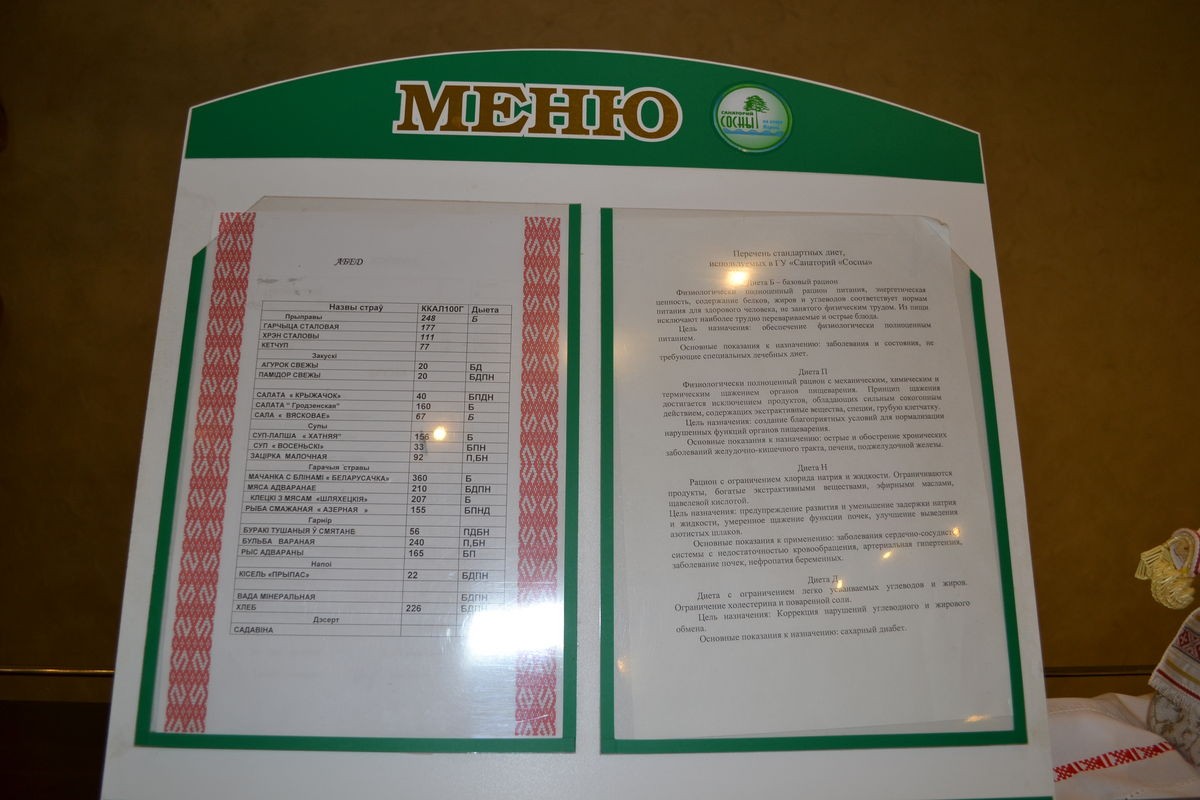 МЕНЮ
САНАТОРИЙ
СОСНЫ
АБЕД
Назвы страў ККАЛ100Г Дыета
Прыправы 248 Б
ГАРЧЫЦА СТАЛОВАЯ 177
ХРЭН СТАЛОВЫ 111
КЕТЧУП 77
Закускі
АГУРОК СВЕЖЫ 20 БД
ПАМІДОР СВЕЖЫ 20 БДПН
САЛАТА « КРЫЖАЧОК» 40 БПДН
САЛАТА " Гродзенская" 160 Б
САЛА « ВЯСКОВАЕ» 67 Б
Супы
СУП-ЛАПША « ХАТНЯЯ" 156 Б
СУП « ВОСЕНЬСКІ» 33 БПН
ЗАЦІРКА МАЛОЧНАЯ 92 П,БН
Гарачыя стравы
МАЧАНКА С БЛІНАМІ « БЕЛАРУСАЧКА» 360 Б
МЯСА АДВАРАНАЕ 210 БДПН
КЛЕЦКІ З МЯСАМ «ШЛЯХЕЦКІЯ» 207 Б
РЫБА СМАЖАНАЯ « АЗЕРНАЯ » 155 БПНД
Гарнір
БУРАКІ ТУШАНЫЯ Ў СМЯТАНЕ 56 ПДБН
БУЛЬБА ВАРАНАЯ 240 П,БН
РЫС АДВАРАНЫ 165 БП
Напоі
КІСЕЛЬ «ПРЫПАС» 22 БДПН
ВАДА МІНЕРАЛЬНАЯ БДПН
ХЛЕБ 226 БДПН
Дэсерт
САДАВІНА
Перечень стандартных диет,
используемых в ГУ «Санаторий «Сосны»
Диета Б – базовый рацион
Физиологически полноценный рацион питания, энергетическая
ценность, содержание белков, жиров и углеводов соответствует нормам
питания для здорового человека, не занятого физическим трудом. Из пищи
исключают наиболее трудно перевариваемые и острые блюда.
Цель назначения: обеспечение физиологически полноценным
питанием.
Основные показания к назначению: заболевания и состояния, не
требующие специальных лечебных диет.
Диета П
Физиологически полноценный рацион с механическим, химическим и
термическим щажением органов пищеварения. Принцип щажения
достигается исключением продуктов, обладающих сильным сокогонным
действием, содержащих экстрактивные вещества, специи, грубую клетчатку.
Цель назначения: создание благоприятных условий для нормализации
нарушенных функций органов пищеварения.
Основные показания к назначению: острые и обострение хронических
заболеваний желудочно-кишечного тракта, печени, поджелудочной железы.
Диета Н
Рацион с ограничением хлорида натрия и жидкости. Ограничиваются
продукты, богатые экстрактивными веществами, эфирными маслами,
щавелевой кислотой.
Цель назначения: предупреждение развития и уменьшение задержки натрия
и жидкости, умеренное щажение функции почек, улучшение выведения
азотистых шлаков.
Основные показания к применению: заболевания сердечно-сосудистой
системы с недостаточностью кровообращения, артериальная гипертензия,
заболевание почек, нефропатия беременных.
Диета Д
Диета с ограничением легко усваиваемых углеводов и жиров.
Ограничение холестерина и поваренной соли.
Цель назначения: Коррекция нарушений углеводного и жирового
обмена.
Основные показания к назначению: сахарный диабет.